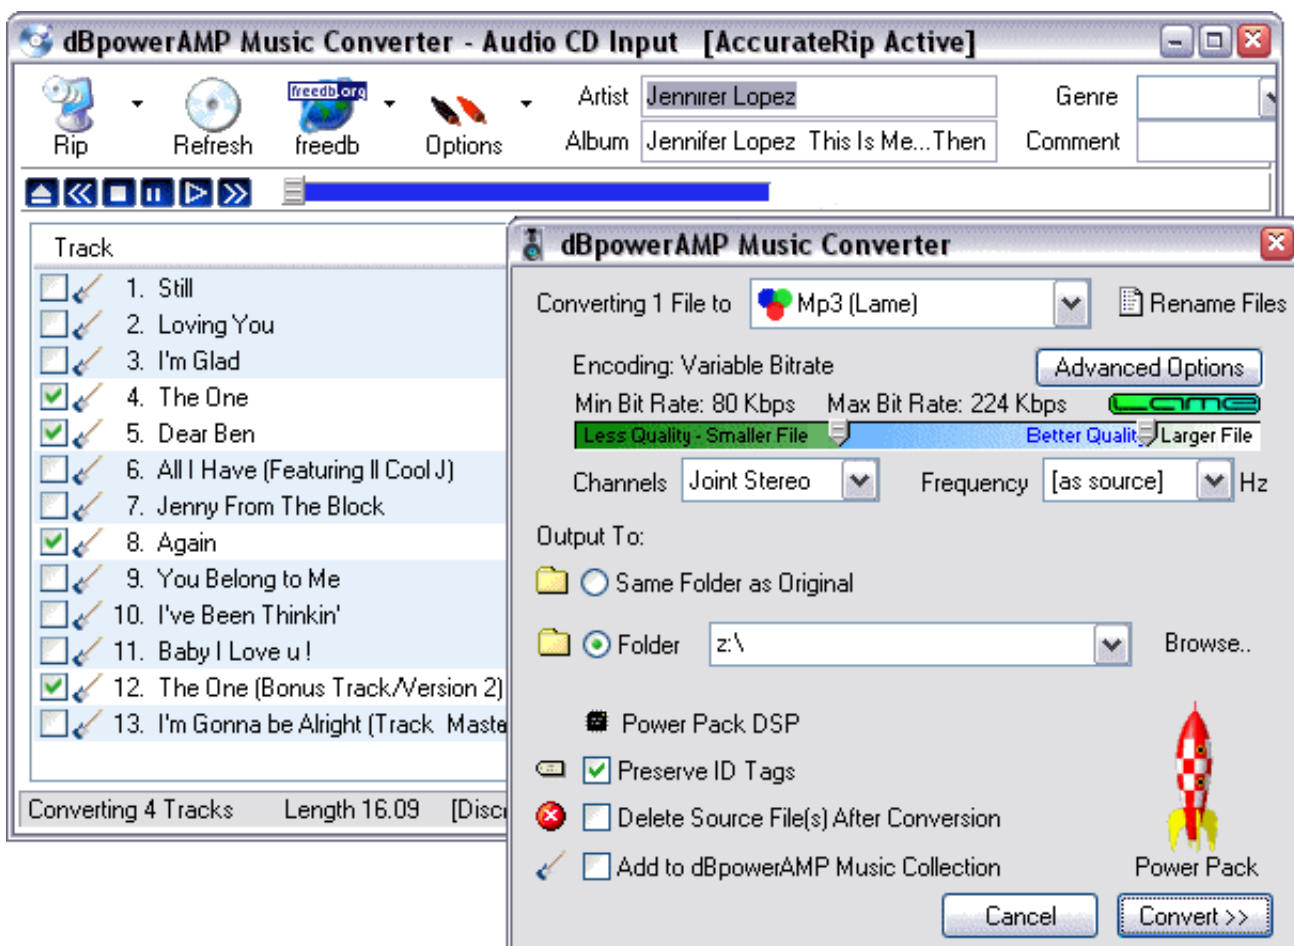 dBpowerAMP Music Converter - Audio CD Input [AccurateRip Active]
Rip
Refresh
freedb.org
freedb
Options
Artist Jennirer Lopez
Genre
Album Jennifer Lopez This Is Me...Then
Comment
Track
1. Still
2. Loving You
3. I'm Glad
4. The One
5. Dear Ben
6. All I Have (Featuring ll Cool J)
7. Jenny From The Block
8. Again
9. You Belong to Me
10. I've Been Thinkin'
11. Baby I Love u !
12. The One (Bonus Track/Version 2)
13. I'm Gonna be Alright (Track Maste
Converting 4 Tracks Length 16.09 [Discr
dBpowerAMP Music Converter
Converting 1 File to Mp3 (Lame) Rename Files
Encoding: Variable Bitrate Advanced Options
Min Bit Rate: 80 Kbps Max Bit Rate: 224 Kbps Lame
Less Quality - Smaller File Better Quality Larger File
Channels Joint Stereo Frequency [as source] Hz
Output To:
Same Folder as Original
Folder z:\ Browse..
Power Pack DSP
Preserve ID Tags
Delete Source File(s) After Conversion
Add to dBpowerAMP Music Collection
Power Pack
Cancel Convert >>